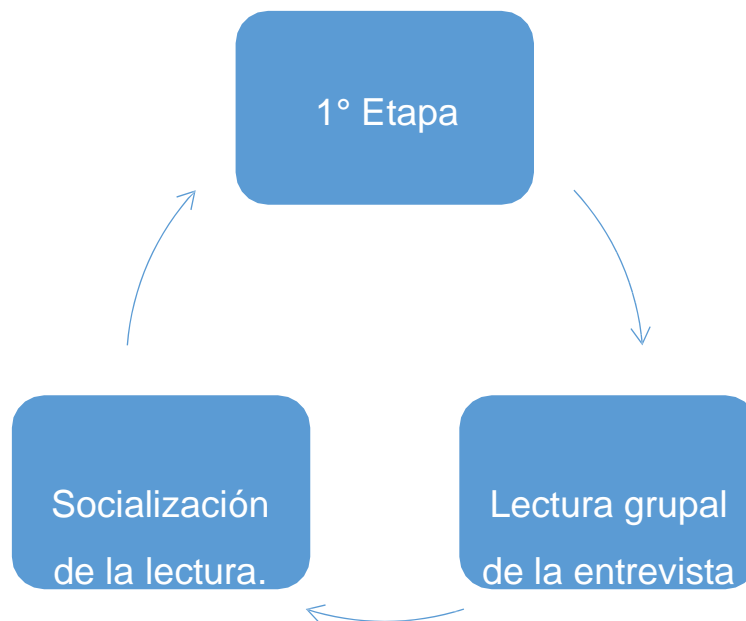 1° Etapa
Socialización
de la lectura.
Lectura grupal
de la entrevista